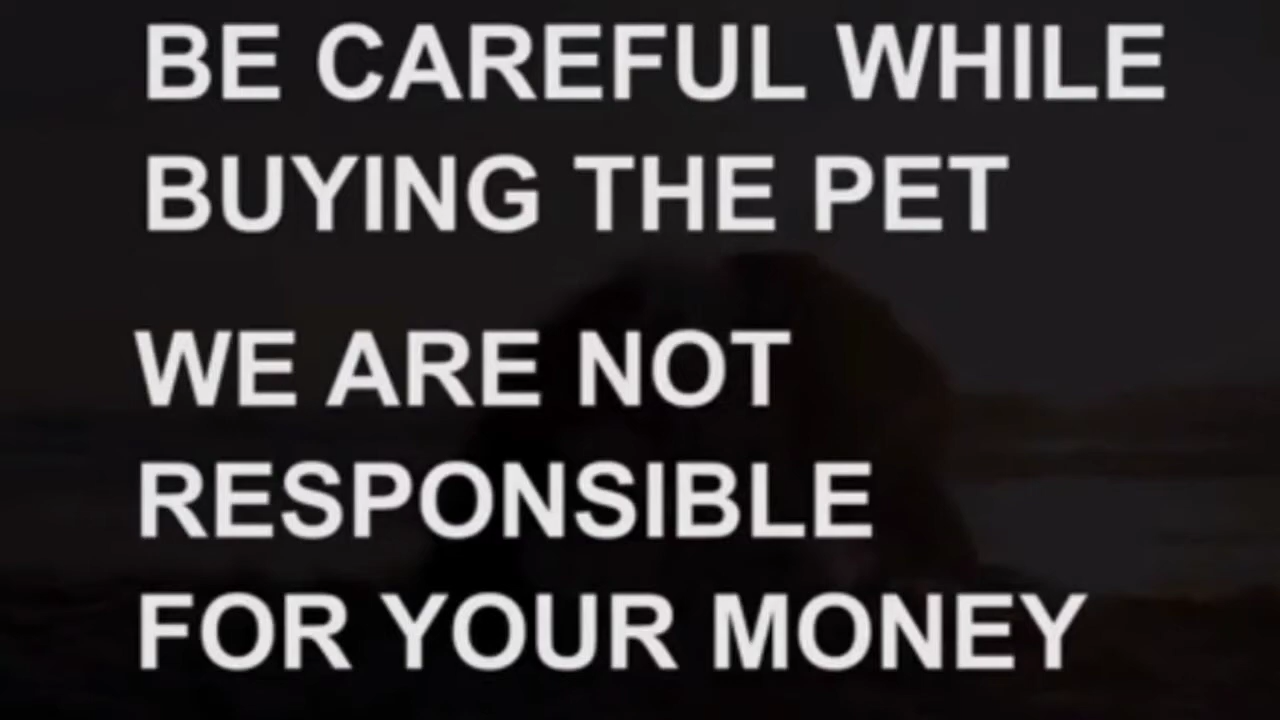 BE CAREFUL WHILE
BUYING THE PET
WE ARE NOT
RESPONSIBLE
FOR YOUR MONEY